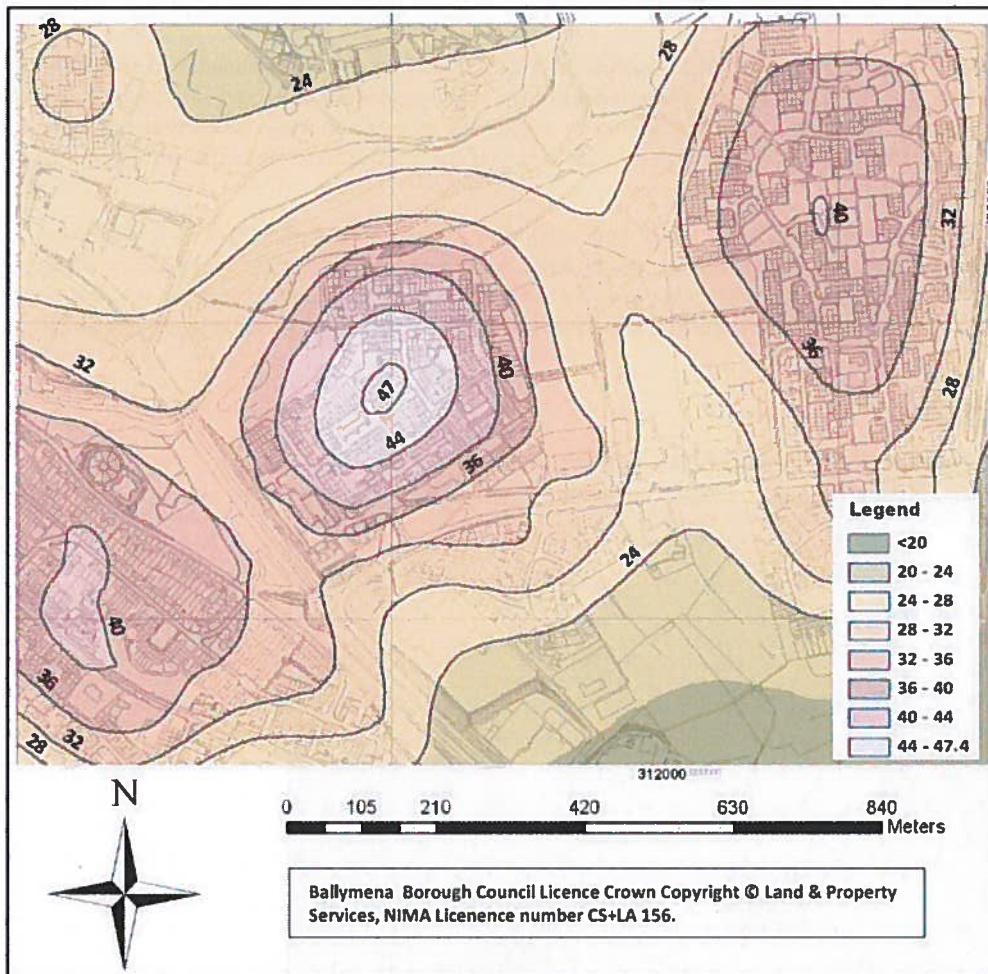 28
24
28
40
32
36
28
32
40
47
44
36
24
40
36
32
28
Legend
<20
20 - 24
24 - 28
28 - 32
32 - 36
36 - 40
40 - 44
44 - 47.4
312000
N
0 105 210 420 630 840
Meters
Ballymena Borough Council Licence Crown Copyright © Land & Property
Services, NIMA Licenence number CS+LA 156.